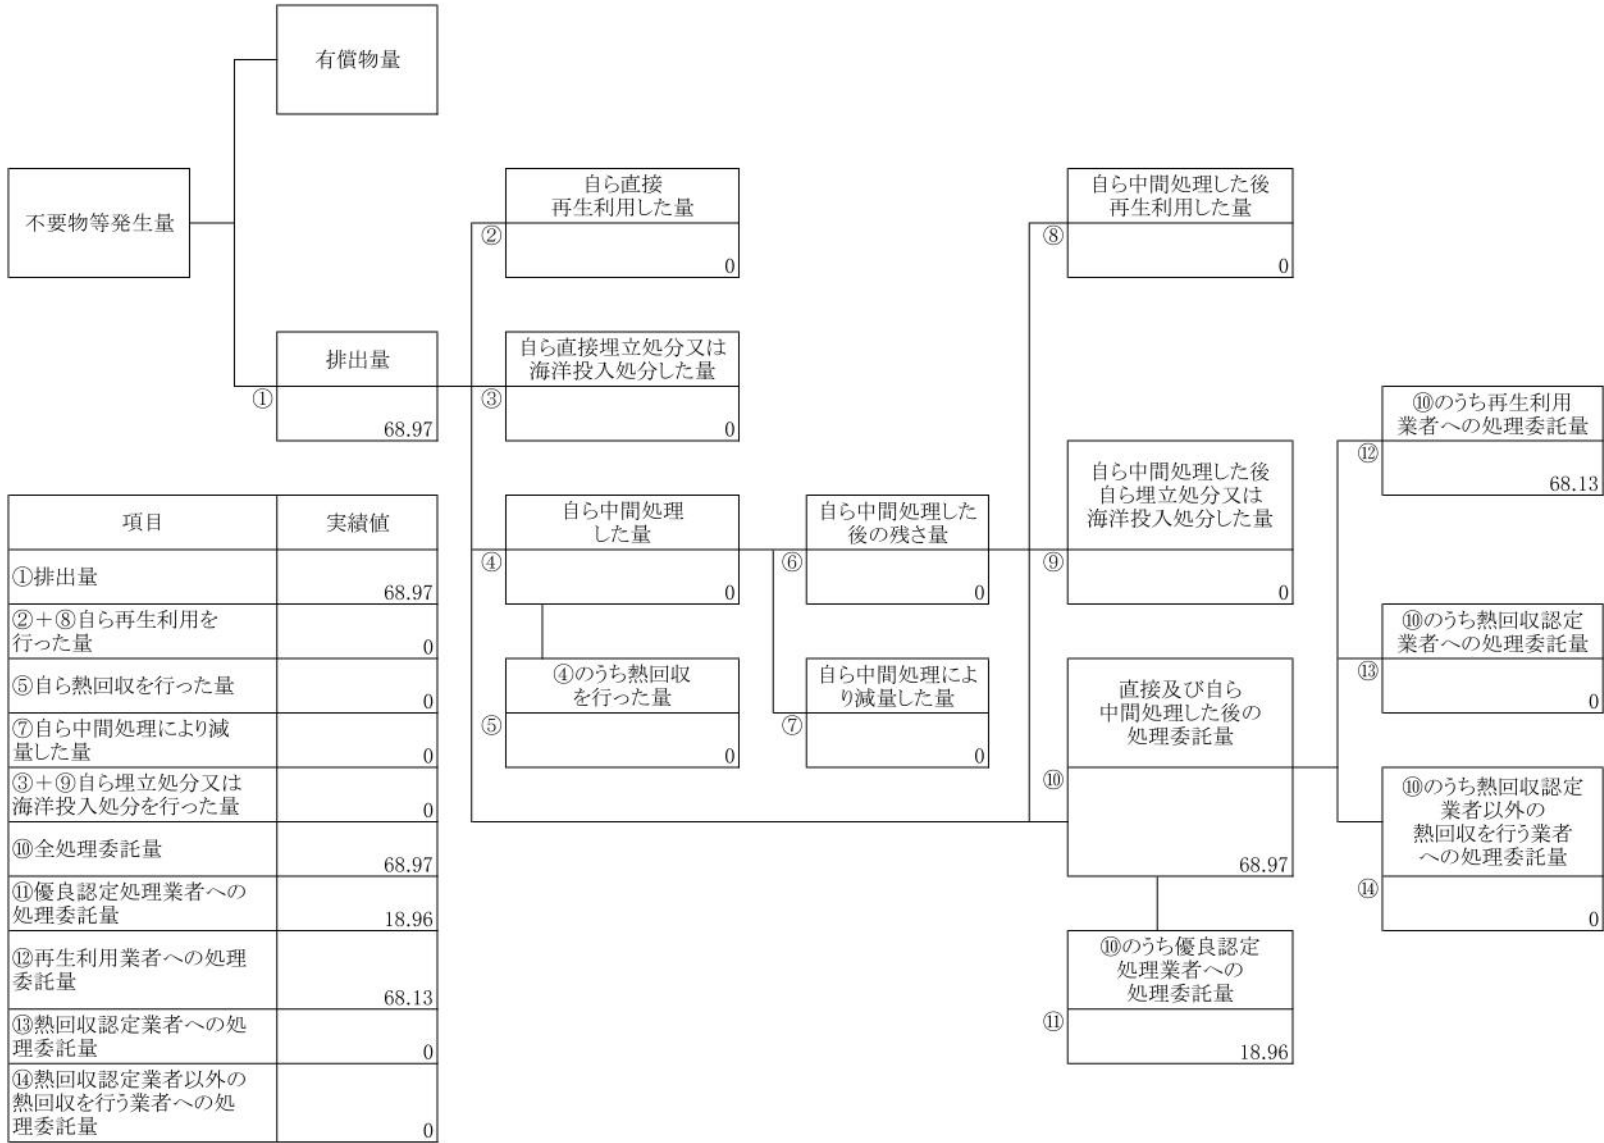 有償物量
不要物等発生量
自ら直接
再生利用した量
②
0
自ら中間処理した後
再生利用した量
⑧
0
排出量
①
68.97
自ら直接埋立処分又は
海洋投入処分した量
③
0
⑩のうち再生利用
業者への処理委託量
⑫
68.13
自ら中間処理
した量
④
0
自ら中間処理した
後の残さ量
⑥
0
自ら中間処理した後
自ら埋立処分又は
海洋投入処分した量
⑨
0
⑩のうち熱回収認定
業者への処理委託量
⑬
0
④のうち熱回収
を行った量
⑤
0
自ら中間処理によ
り減量した量
⑦
0
直接及び自ら
中間処理した後の
処理委託量
⑩
68.97
⑩のうち熱回収認定
業者以外の
熱回収を行う業者
への処理委託量
⑭
0
⑩のうち優良認定
処理業者への
処理委託量
⑪
18.96
項目 実績値
①排出量
68.97
②＋⑧自ら再生利用を
行った量
0
⑤自ら熱回収を行った量
0
⑦自ら中間処理により減
量した量
0
③＋⑨自ら埋立処分又は
海洋投入処分を行った量
0
⑩全処理委託量
68.97
⑪優良認定処理業者への
処理委託量
18.96
⑫再生利用業者への処理
委託量
68.13
⑬熱回収認定業者への処
理委託量
0
⑭熱回収認定業者以外の
熱回収を行う業者への処
理委託量
0